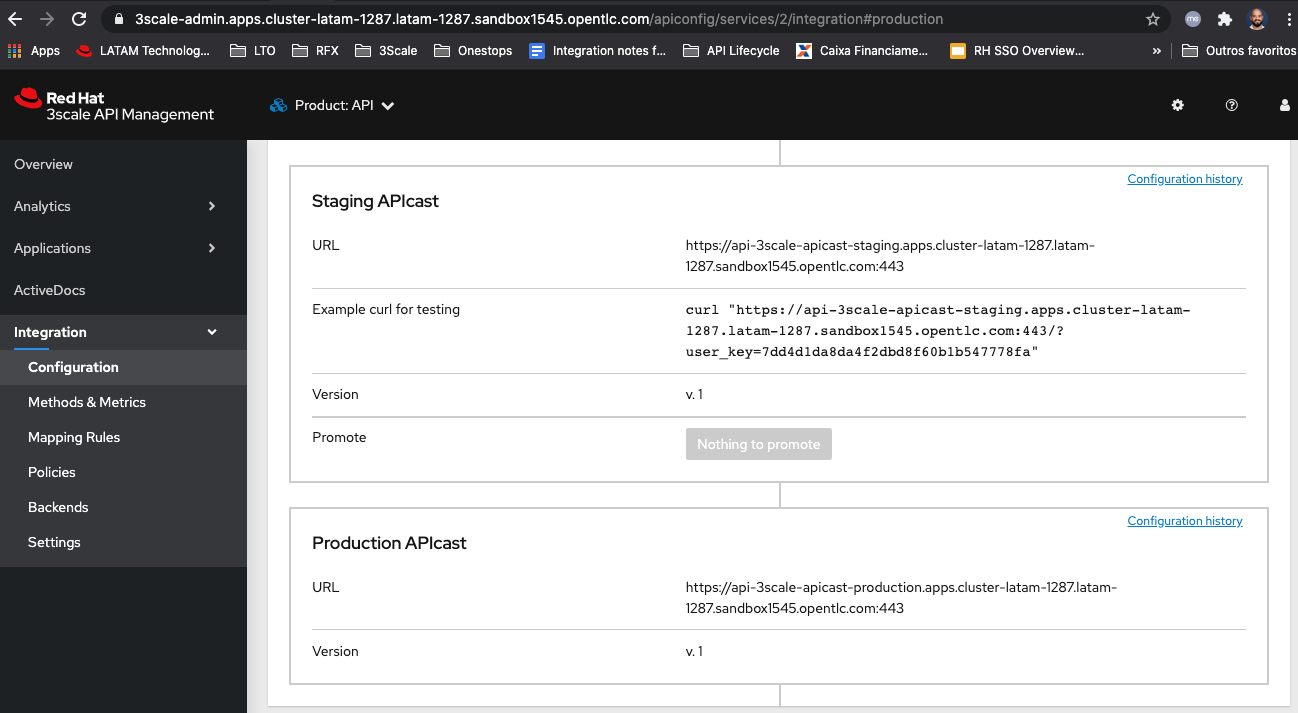 3scale-admin.apps.cluster-latam-1287.latam-1287.sandbox1545.opentlc.com/apiconfig/services/2/integration#production
me
Apps
LATAM Technolog...
LTO
RFX
3Scale
Onestops
Integration notes f...
API Lifecycle
Caixa Financiame...
RH SSO Overview...
»
Outros favoritos
Red Hat
3scale API Management
Product: API
Overview
Analytics
Applications
ActiveDocs
Integration
Configuration
Methods & Metrics
Mapping Rules
Policies
Backends
Settings
Configuration history
Staging APIcast
URL
https://api-3scale-apicast-staging.apps.cluster-latam-1287.latam-
1287.sandbox1545.opentlc.com:443
Example curl for testing
curl "https://api-3scale-apicast-staging.apps.cluster-latam-
1287.latam-1287.sandbox1545.opentlc.com:443/?
user_key=7dd4d1da8da4f2dbd8f60b1b547778fa"
Version
v. 1
Promote
Nothing to promote
Configuration history
Production APIcast
URL
https://api-3scale-apicast-production.apps.cluster-latam-1287.latam-
1287.sandbox1545.opentlc.com:443
Version
v. 1